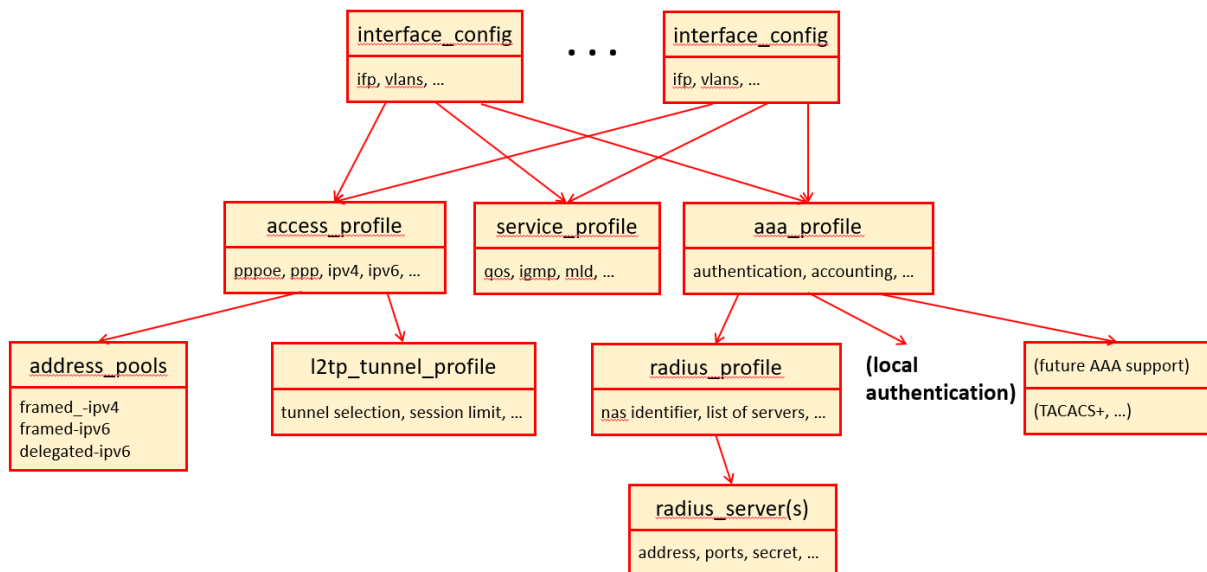 interface_config
. . .
interface_config
ifp, vlans, ...
ifp, vlans, ...
access_profile
service_profile
aaa_profile
pppoe, ppp, ipv4, ipv6, ...
qos, igmp, mld, ...
authentication, accounting, ...
address_pools
framed_-ipv4
framed-ipv6
delegated-ipv6
l2tp_tunnel_profile
tunnel selection, session limit, ...
radius_profile
nas identifier, list of servers, ...
(local
authentication)
(future AAA support)
(TACACS+, ...)
radius_server(s)
address, ports, secret, ...